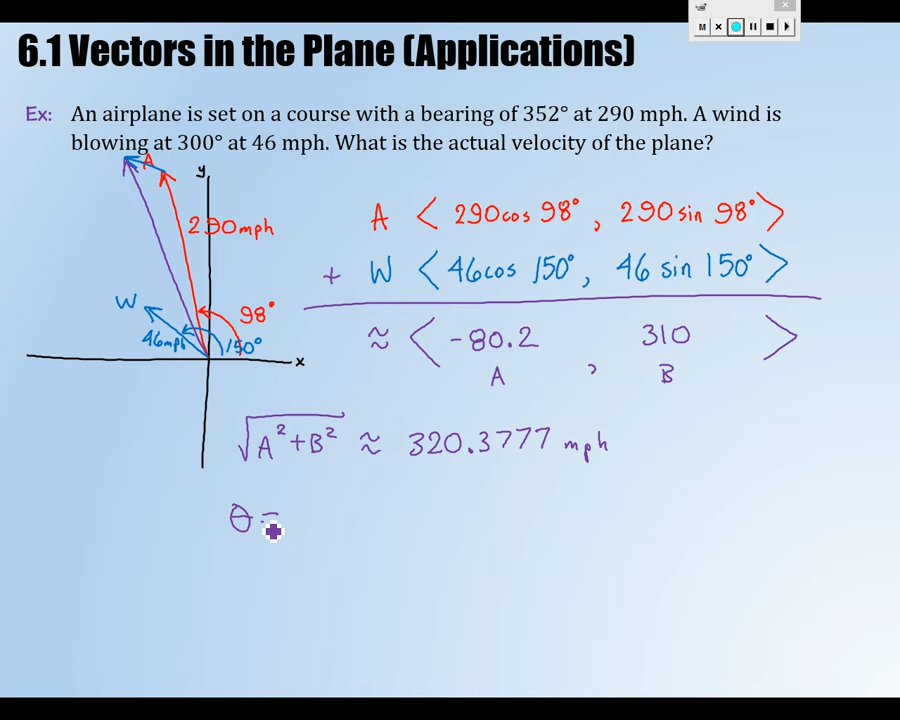 6.1 Vectors in the Plane (Applications)
Ex: An airplane is set on a course with a bearing of 352° at 290 mph. A wind is
blowing at 300° at 46 mph. What is the actual velocity of the plane?
A
y
290mph
W
98°
46mph
150°
x
A < 290cos 98° , 290 sin 98° >
+ W < 46cos 150° , 46 sin 150° >
≈ < -80.2 , 310 >
A B
√A²+B² ≈ 320.3777 mph
θ =
M